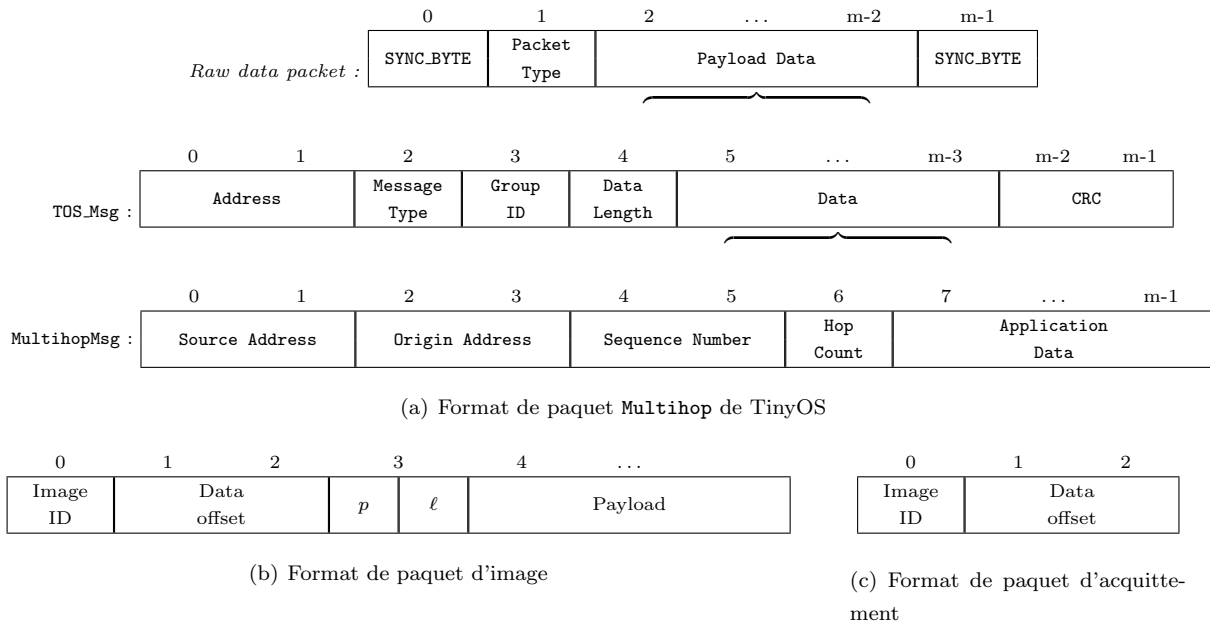 0 1 2 ... m-2 m-1
Raw data packet : SYNC_BYTE Packet Type Payload Data SYNC_BYTE
0 1 2 3 4 5 ... m-3 m-2 m-1
TOS_Msg : Address Message Type Group ID Data Length Data CRC
0 1 2 3 4 5 6 7 ... m-1
MultihopMsg : Source Address Origin Address Sequence Number Hop Count Application Data
(a) Format de paquet Multihop de TinyOS
0 1 2 3 4 ...
Image ID Data offset p ℓ Payload
(b) Format de paquet d'image
0 1 2
Image ID Data offset
(c) Format de paquet d'acquitte-
ment